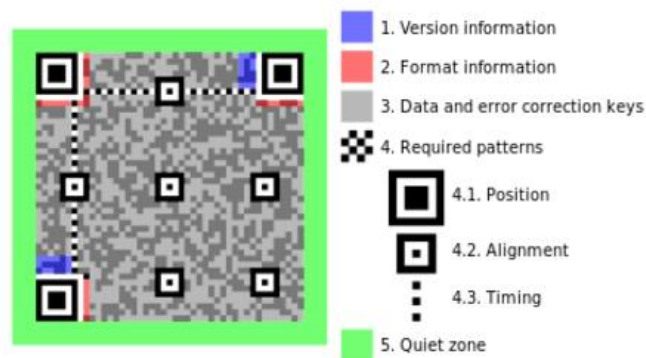 1. Version information
2. Format information
3. Data and error correction keys
4. Required patterns
4.1. Position
4.2. Alignment
4.3. Timing
5. Quiet zone